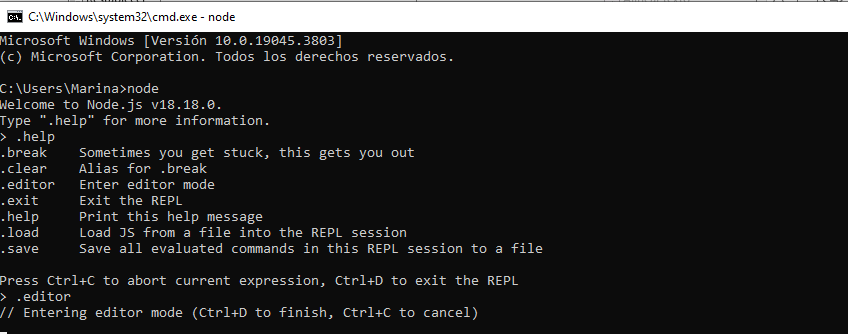 C:\Windows\system32\cmd.exe - node
Microsoft Windows [Versión 10.0.19045.3803]
(c) Microsoft Corporation. Todos los derechos reservados.
C:\Users\Marina>node
Welcome to Node.js v18.18.0.
Type ".help" for more information.
> .help
.break    Sometimes you get stuck, this gets you out
.clear    Alias for .break
.editor   Enter editor mode
.exit     Exit the REPL
.help     Print this help message
.load     Load JS from a file into the REPL session
.save     Save all evaluated commands in this REPL session to a file
Press Ctrl+C to abort current expression, Ctrl+D to exit the REPL
> .editor
// Entering editor mode (Ctrl+D to finish, Ctrl+C to cancel)